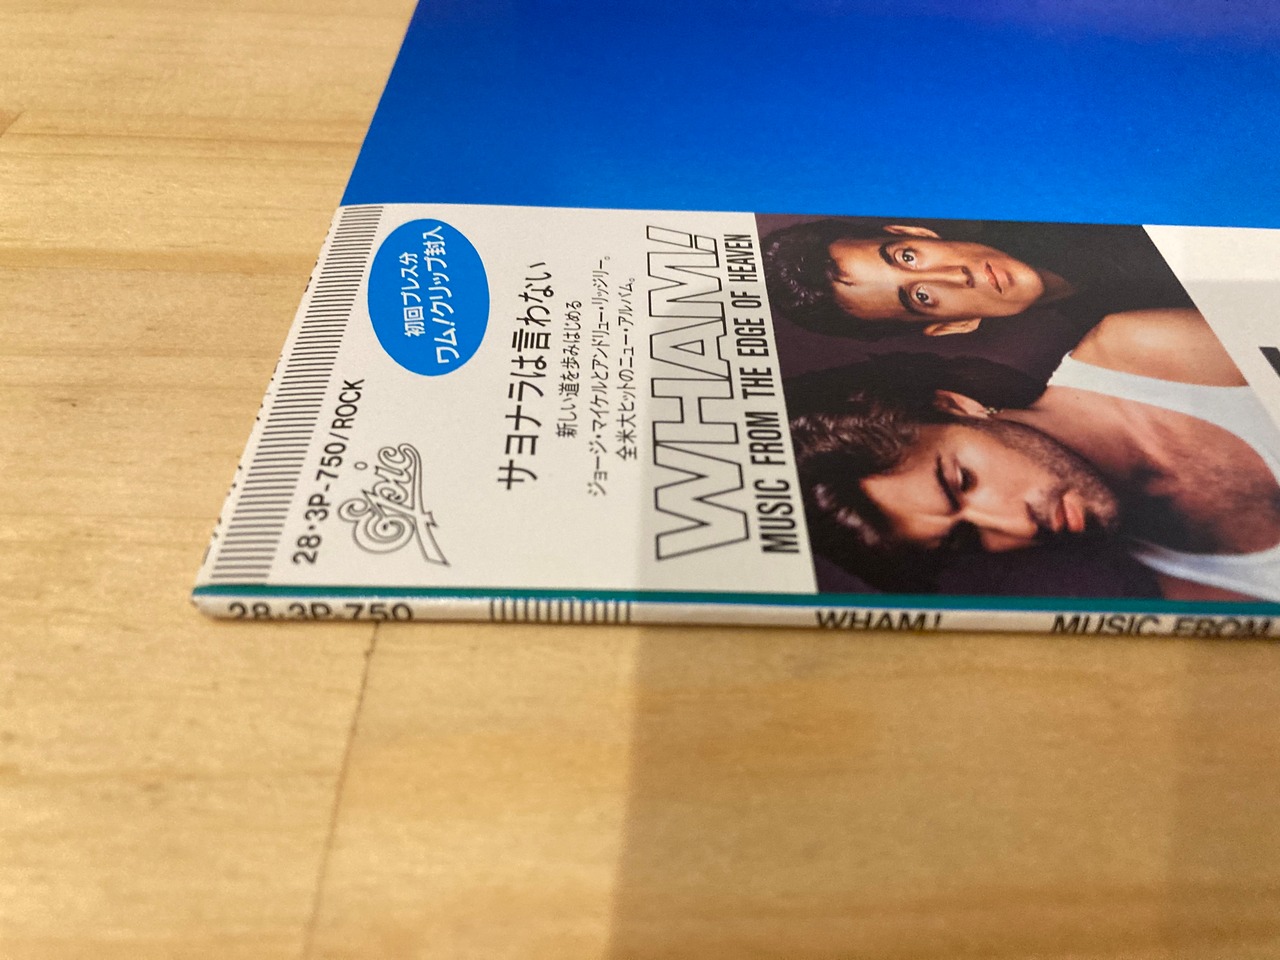 28・3P-750/ROCK
Epic
初回プレス分
ワム!クリップ封入
サヨナラは言わない
新しい道を歩みはじめる
ジョージ・マイケルとアンドリュー・リッジリー。
全米大ヒットのニュー・アルバム。
WHAM!
MUSIC FROM THE EDGE OF HEAVEN
28・3P-750
WHAM!
MUSIC FROM